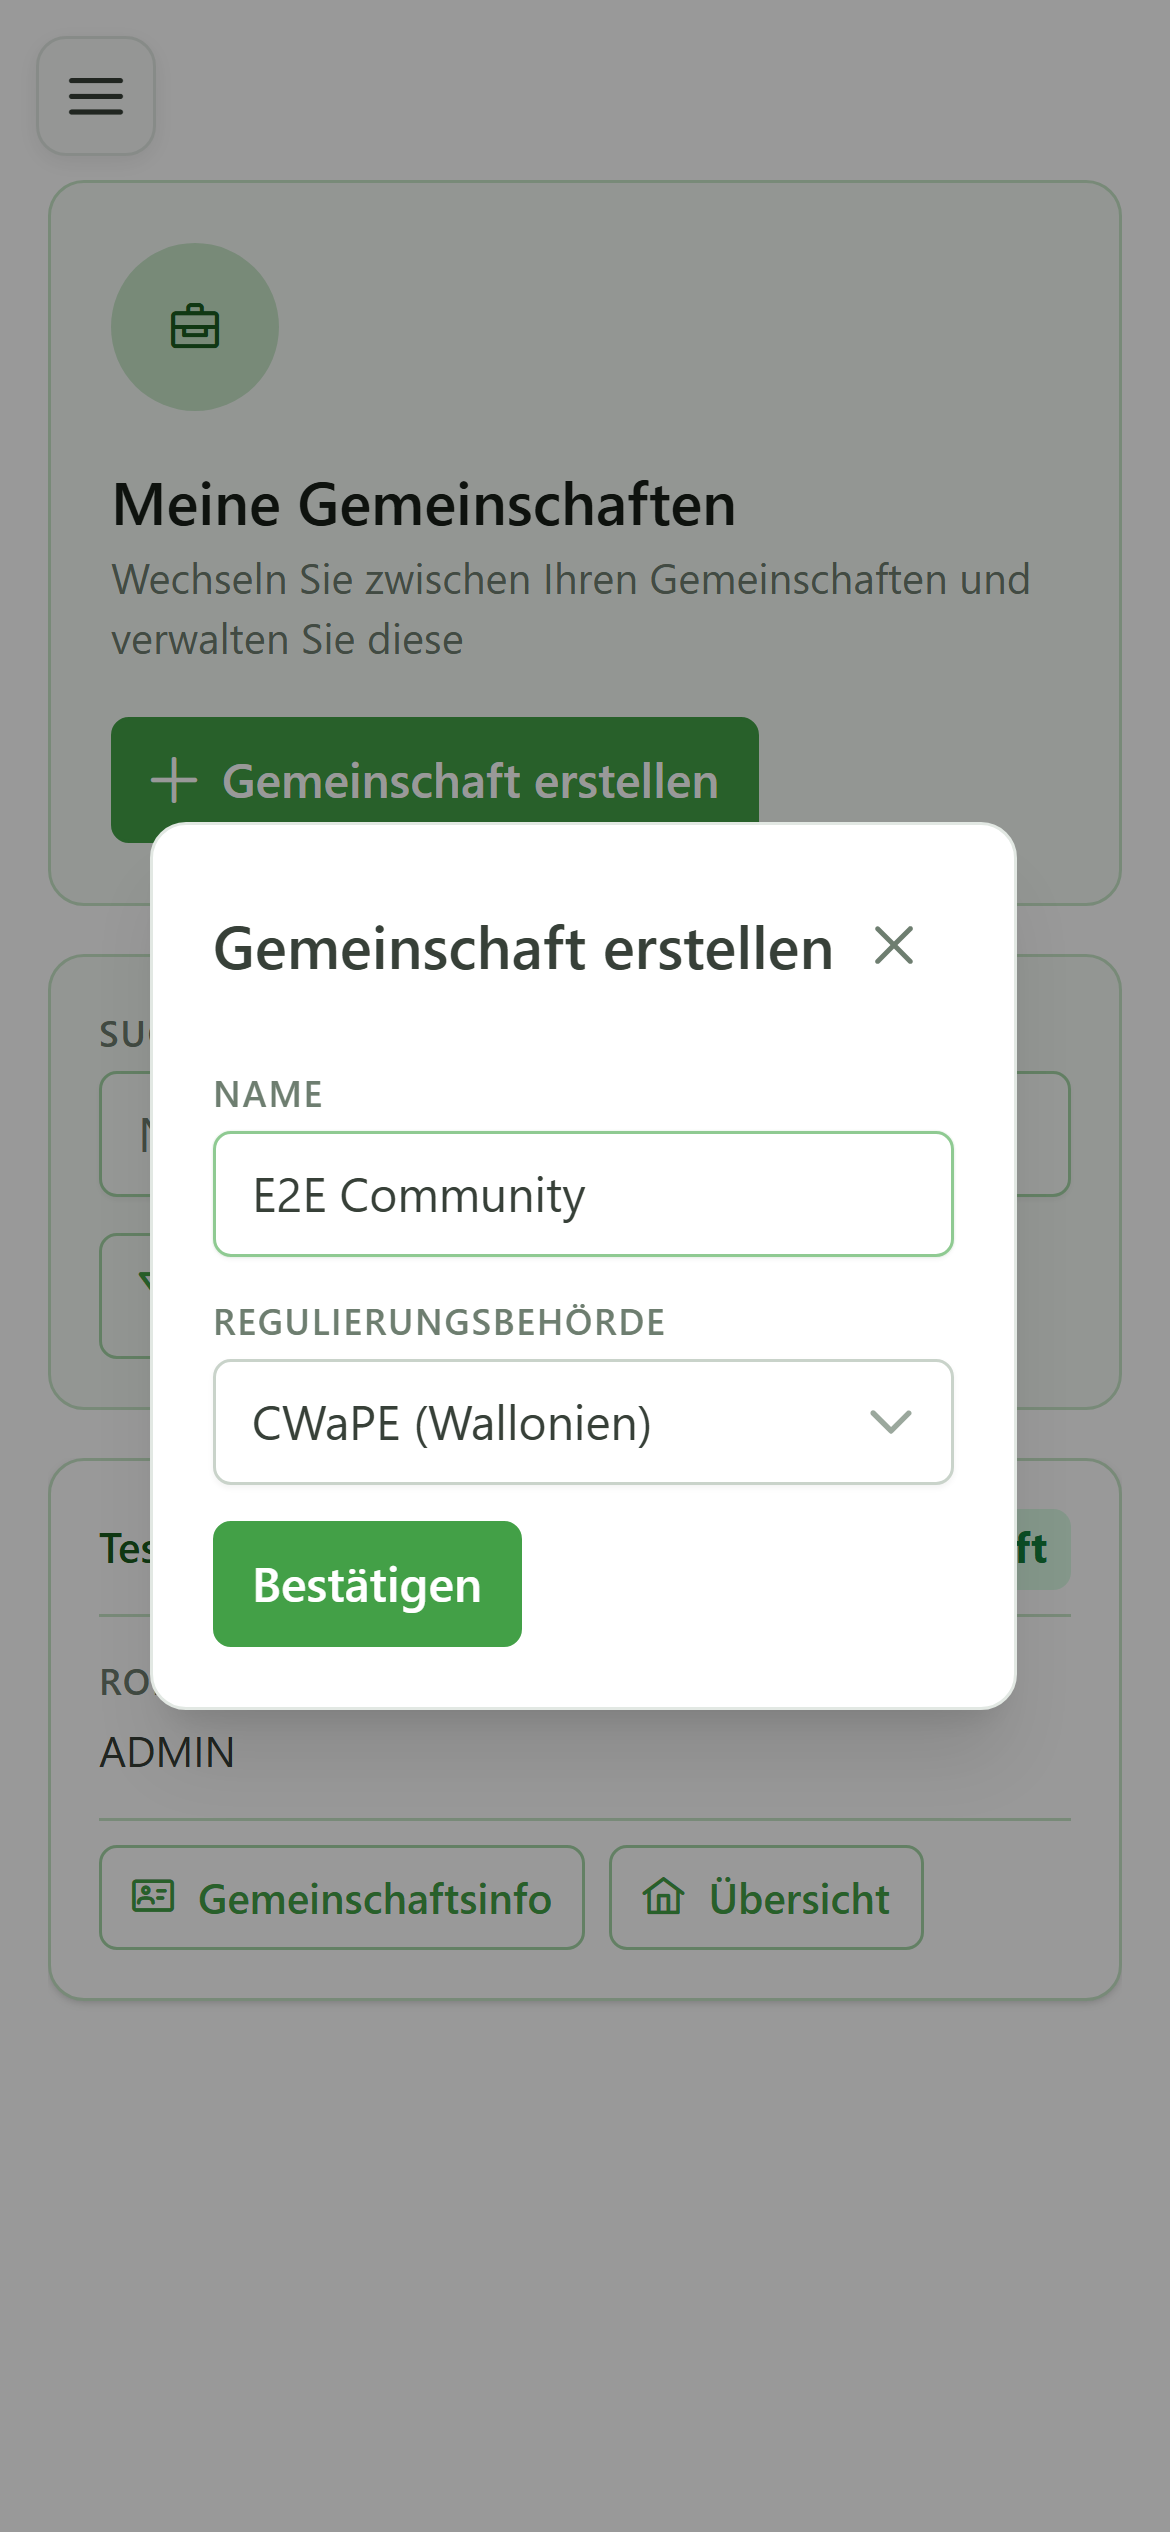 Meine Gemeinschaften
Wechseln Sie zwischen Ihren Gemeinschaften und
verwalten Sie diese
Gemeinschaft erstellen
Gemeinschaft erstellen
NAME
E2E Community
REGULIERUNGSBEHÖRDE
CWaPE (Wallonien)
Bestätigen
ADMIN
Gemeinschaftsinfo
Übersicht